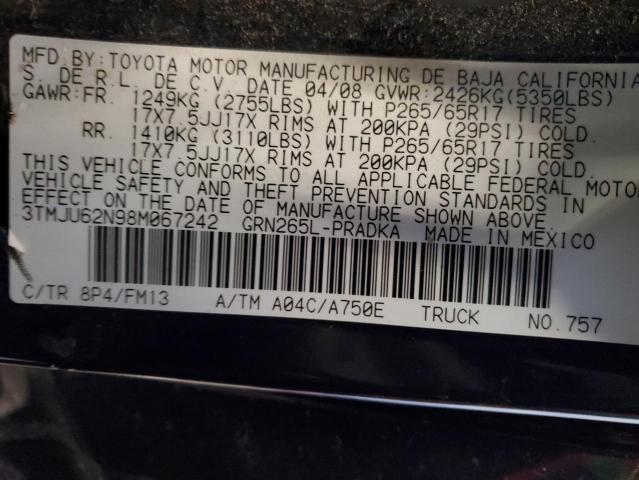 MFD BY:TOYOTA MOTOR MANUFACTURING DE BAJA CALIFORNIA
S. DE R.L. DE C.V. DATE 04/08 GVWR:2426KG(5350LBS)
GAWR:FR. 1249KG (2755LBS) WITH P265/65R17 TIRES
17X7.5JJ17X RIMS AT 200KPA (29PSI) COLD.
RR. 1410KG (3110LBS) WITH P265/65R17 TIRES
17X7.5JJ17X RIMS AT 200KPA (29PSI) COLD.
THIS VEHICLE CONFORMS TO ALL APPLICABLE FEDERAL MOTOR
VEHICLE SAFETY AND THEFT PREVENTION STANDARDS IN
EFFECT ON THE DATE OF MANUFACTURE SHOWN ABOVE.
3TMJU62N98M067242 GRN265L-PRADKA MADE IN MEXICO
C/TR 8P4/FM13 A/TM A04C/A750E TRUCK NO.757